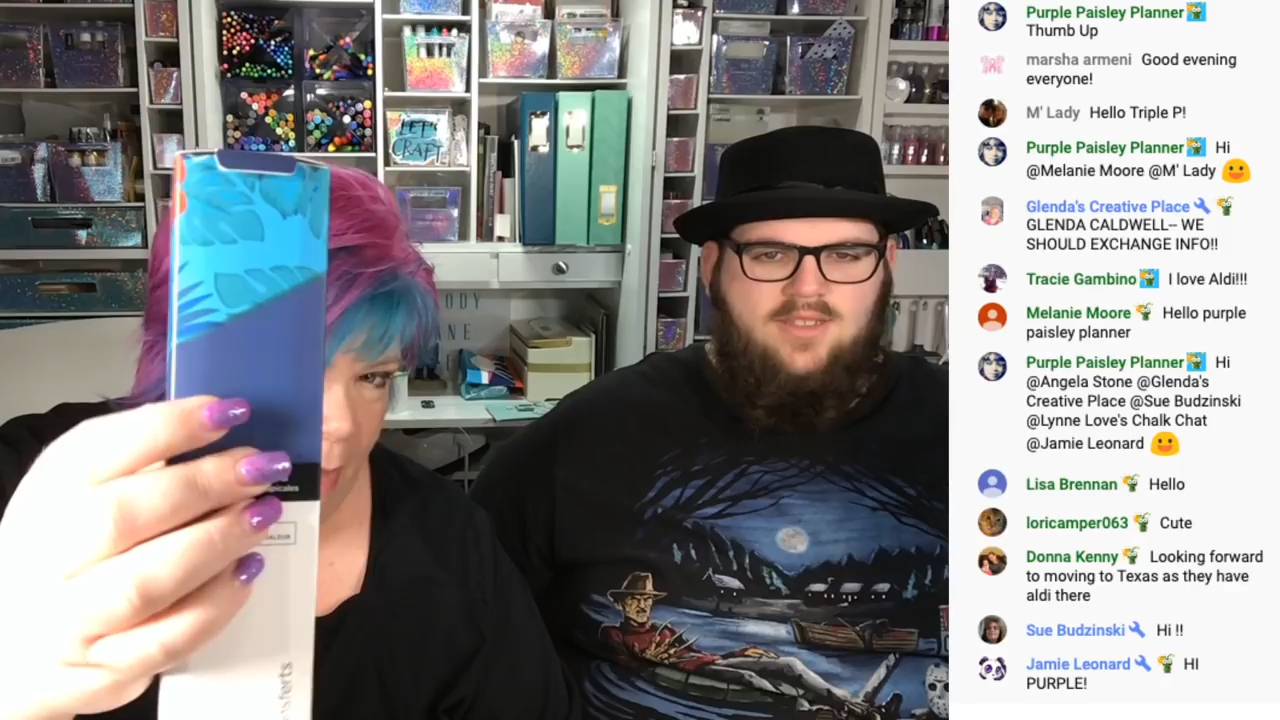 LET'S
CRAFT
ODY
ANE
Purple Paisley Planner
Thumb Up
marsha armeni Good evening
everyone!
M' Lady Hello Triple P!
Purple Paisley Planner Hi
@Melanie Moore @M' Lady
Glenda's Creative Place
GLENDA CALDWELL-- WE
SHOULD EXCHANGE INFO!!
Tracie Gambino I love Aldi!!!
Melanie Moore Hello purple
paisley planner
Purple Paisley Planner Hi
@Angela Stone @Glenda's
Creative Place @Sue Budzinski
@Lynne Love's Chalk Chat
@Jamie Leonard
Lisa Brennan Hello
loricamper063 Cute
Donna Kenny Looking forward
to moving to Texas as they have
aldi there
Sue Budzinski Hi !!
Jamie Leonard HI
PURPLE!